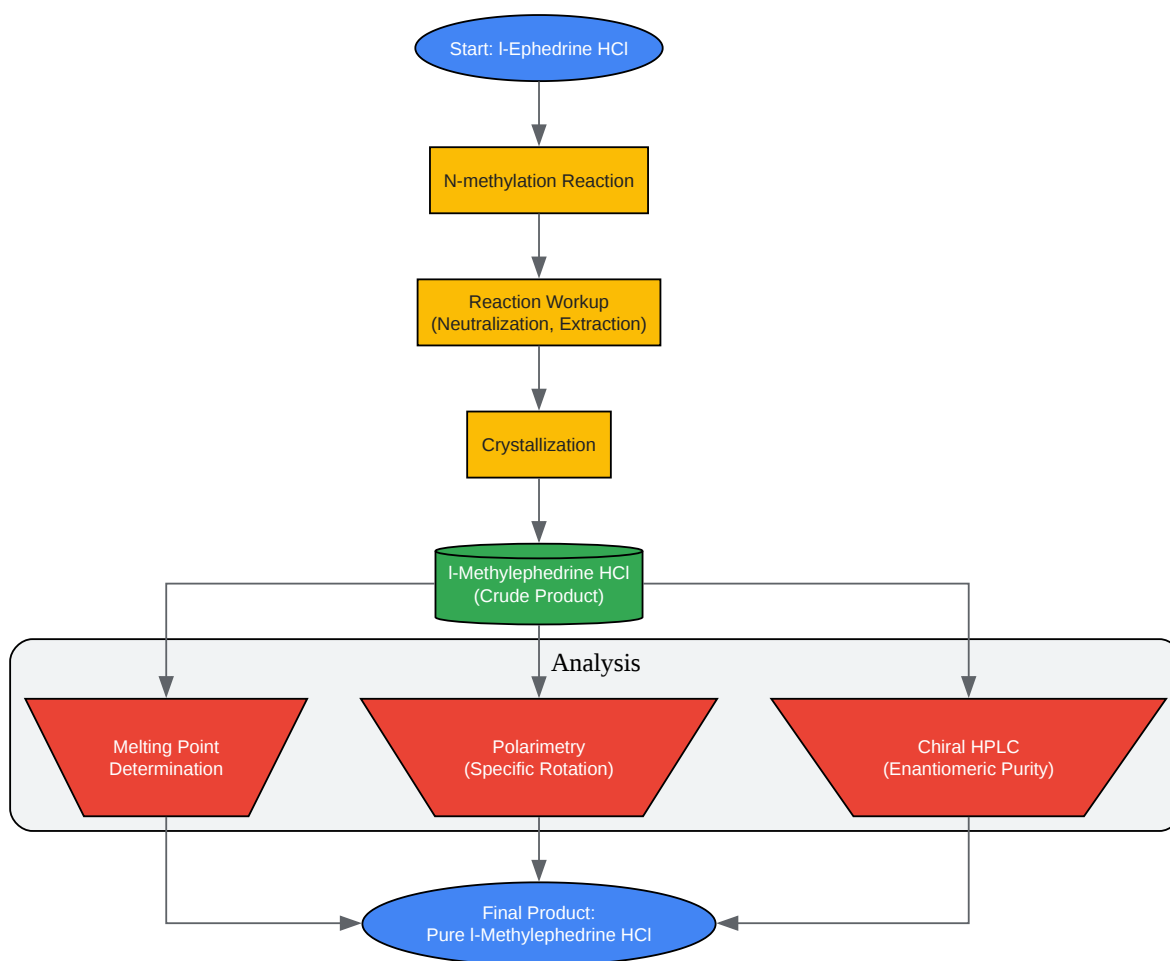 Start: l-Ephedrine HCl
N-methylation Reaction
Reaction Workup
(Neutralization, Extraction)
Crystallization
l-Methylephedrine HCl
(Crude Product)
Analysis
Melting Point
Determination
Polarimetry
(Specific Rotation)
Chiral HPLC
(Enantiomeric Purity)
Final Product:
Pure l-Methylephedrine HCl